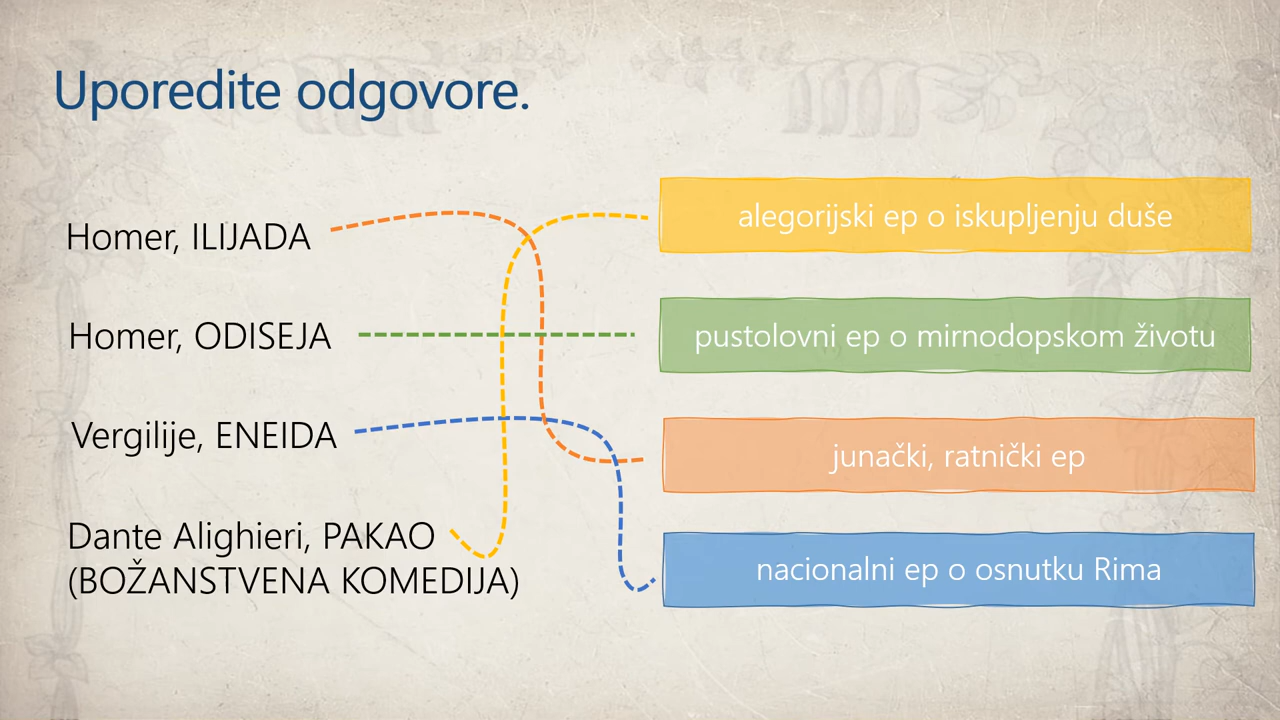 Uporedite odgovore.
Homer, ILIJADA
Homer, ODISEJA
Vergilije, ENEIDA
Dante Alighieri, PAKAO
(BOŽANSTVENA KOMEDIJA)
alegorijski ep o iskupljenju duše
pustolovni ep o mirnodopskom životu
junački, ratnički ep
nacionalni ep o osnutku Rima